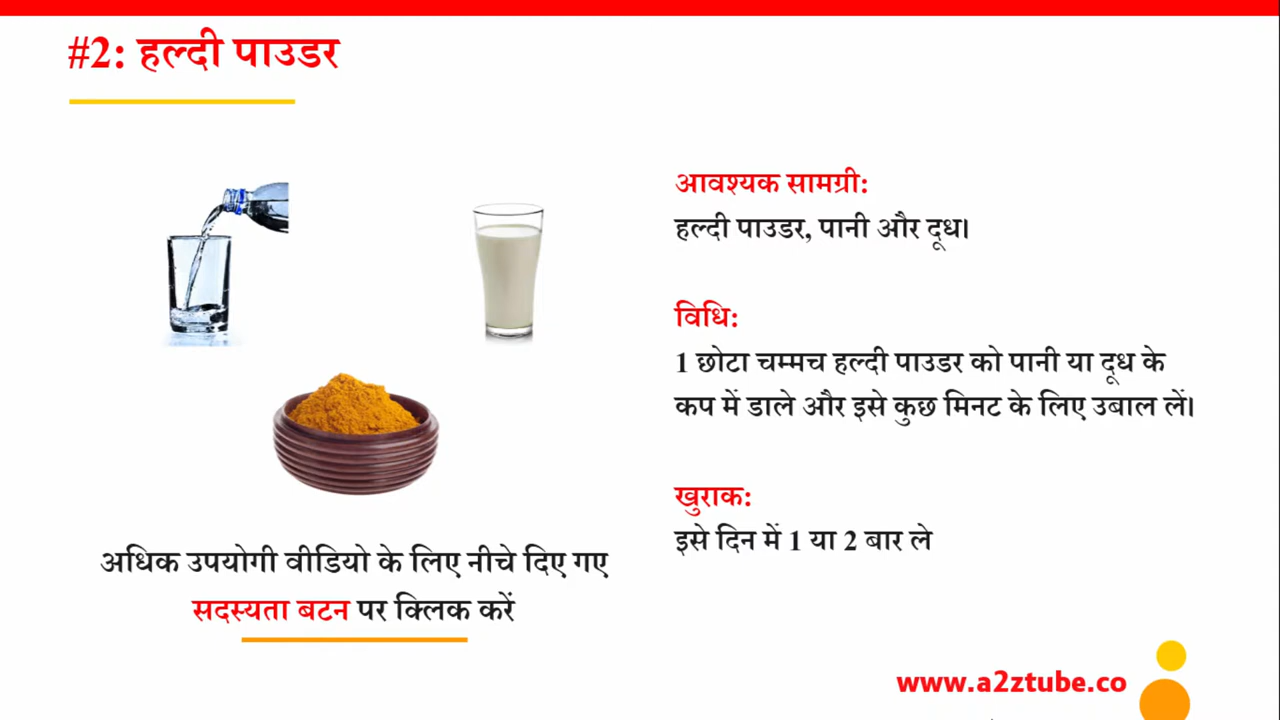 #2: हल्दी पाउडर
आवश्यक सामग्री:
हल्दी पाउडर, पानी और दूध।
विधि:
1 छोटा चम्मच हल्दी पाउडर को पानी या दूध के
कप में डाले और इसे कुछ मिनट के लिए उबाल लें।
खुराक:
इसे दिन में 1 या 2 बार ले
अधिक उपयोगी वीडियो के लिए नीचे दिए गए
सदस्यता बटन पर क्लिक करें
www.a2ztube.co